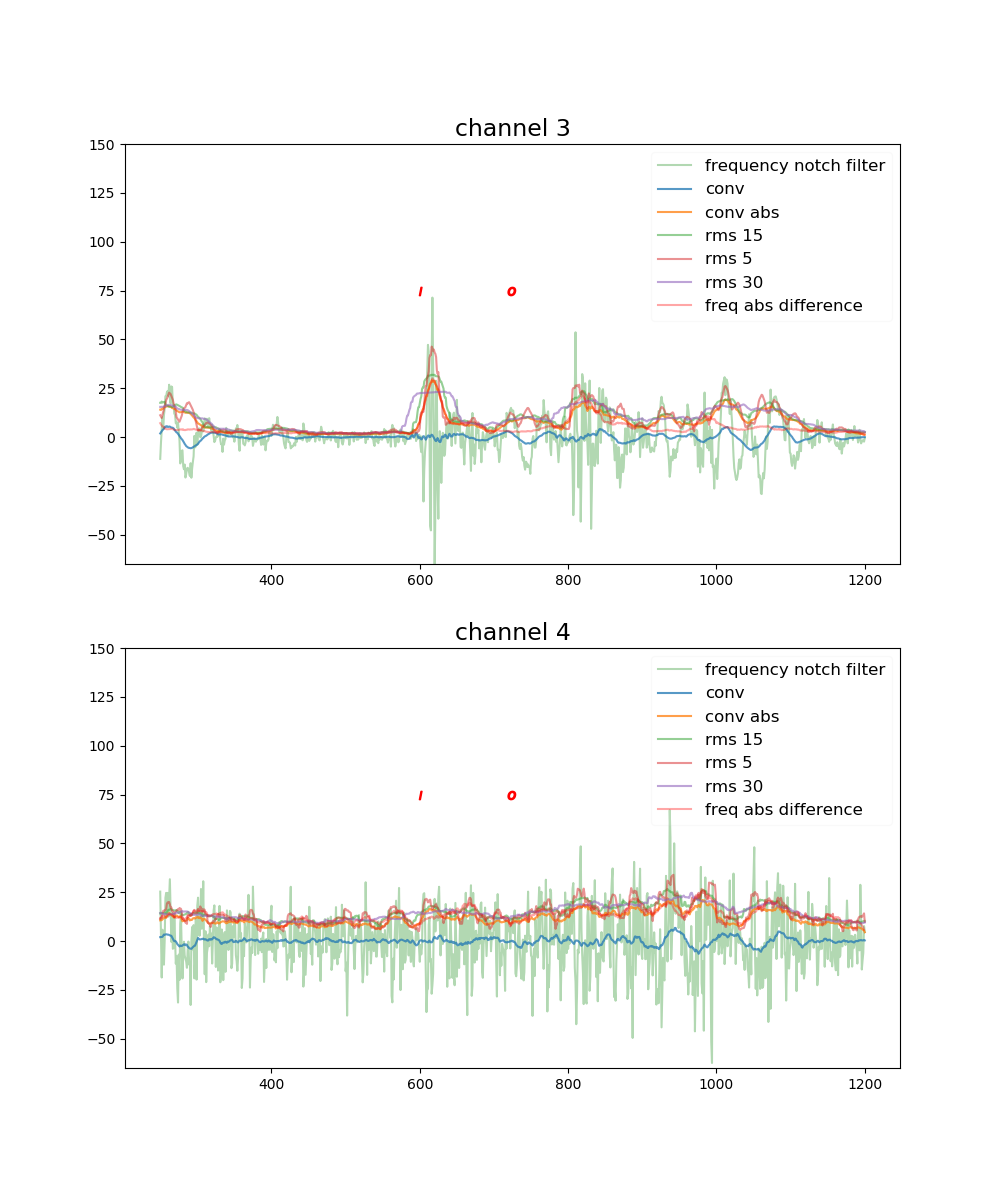 channel 3
150
125
100
75
50
25
0
−25
−50
400 600 800 1000 1200
frequency notch filter
conv
conv abs
rms 15
rms 5
rms 30
freq abs difference
I o
channel 4
150
125
100
75
50
25
0
−25
−50
400 600 800 1000 1200
frequency notch filter
conv
conv abs
rms 15
rms 5
rms 30
freq abs difference
I o